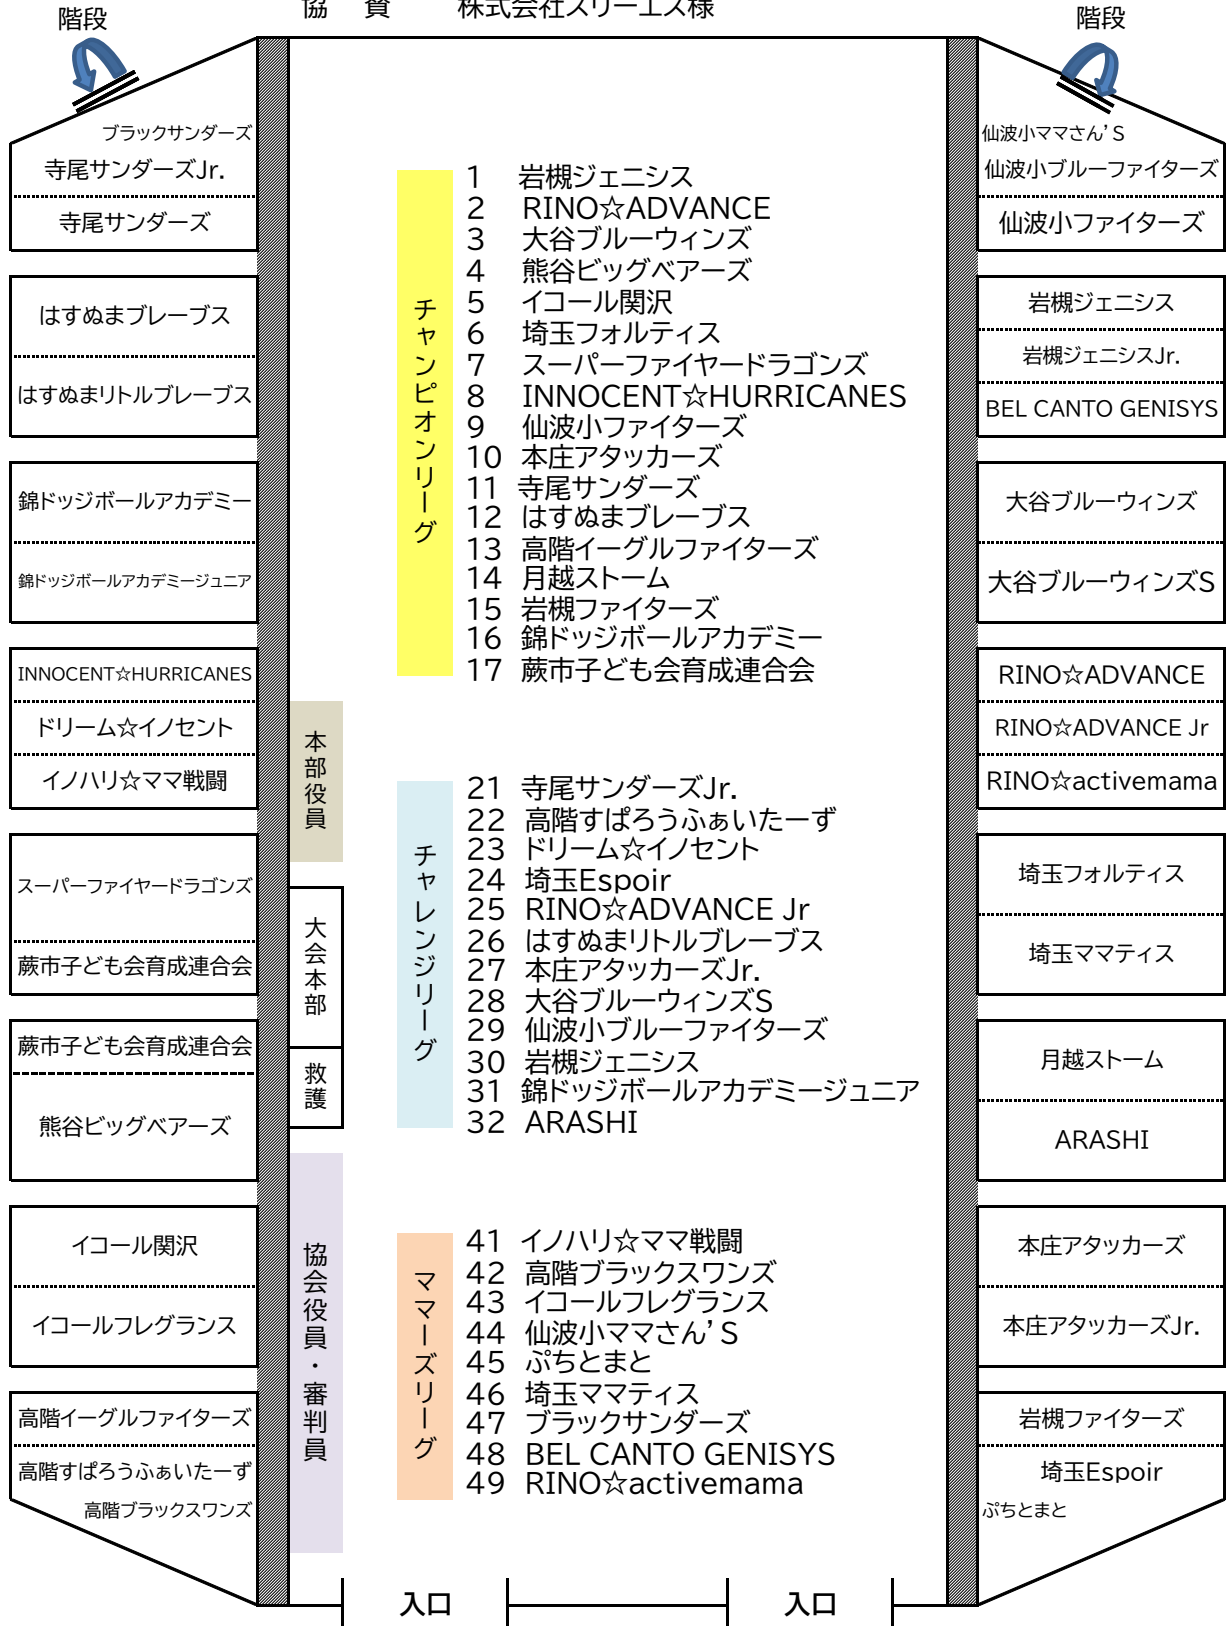 協　賛　　株式会社スリーエス様
階段
階段
ブラックサンダーズ
寺尾サンダーズJr.
寺尾サンダーズ
はすぬまブレーブス
はすぬまリトルブレーブス
錦ドッジボールアカデミー
錦ドッジボールアカデミージュニア
INNOCENT☆HURRICANES
ドリーム☆イノセント
イノハリ☆ママ戦闘
スーパーファイヤードラゴンズ
蕨市子ども会育成連合会
蕨市子ども会育成連合会
熊谷ビッグベアーズ
イコール関沢
イコールフレグランス
高階イーグルファイターズ
高階すぱろうふぁいたーず
高階ブラックスワンズ
本部役員
大会本部
救護
協会役員・審判員
チャンピオンリーグ
1 岩槻ジェニシス
2 RINO☆ADVANCE
3 大谷ブルーウィンズ
4 熊谷ビッグベアーズ
5 イコール関沢
6 埼玉フォルティス
7 スーパーファイヤードラゴンズ
8 INNOCENT☆HURRICANES
9 仙波小ファイターズ
10 本庄アタッカーズ
11 寺尾サンダーズ
12 はすぬまブレーブス
13 高階イーグルファイターズ
14 月越ストーム
15 岩槻ファイターズ
16 錦ドッジボールアカデミー
17 蕨市子ども会育成連合会
チャレンジリーグ
21 寺尾サンダーズJr.
22 高階すぱろうふぁいたーず
23 ドリーム☆イノセント
24 埼玉Espoir
25 RINO☆ADVANCE Jr
26 はすぬまリトルブレーブス
27 本庄アタッカーズJr.
28 大谷ブルーウィンズS
29 仙波小ブルーファイターズ
30 岩槻ジェニシス
31 錦ドッジボールアカデミージュニア
32 ARASHI
ママーズリーグ
41 イノハリ☆ママ戦闘
42 高階ブラックスワンズ
43 イコールフレグランス
44 仙波小ママさん’S
45 ぷちとまと
46 埼玉ママティス
47 ブラックサンダーズ
48 BEL CANTO GENISYS
49 RINO☆activemama
仙波小ママさん’S
仙波小ブルーファイターズ
仙波小ファイターズ
岩槻ジェニシス
岩槻ジェニシスJr.
BEL CANTO GENISYS
大谷ブルーウィンズ
大谷ブルーウィンズS
RINO☆ADVANCE
RINO☆ADVANCE Jr
RINO☆activemama
埼玉フォルティス
埼玉ママティス
月越ストーム
ARASHI
本庄アタッカーズ
本庄アタッカーズJr.
岩槻ファイターズ
埼玉Espoir
ぷちとまと
入口
入口